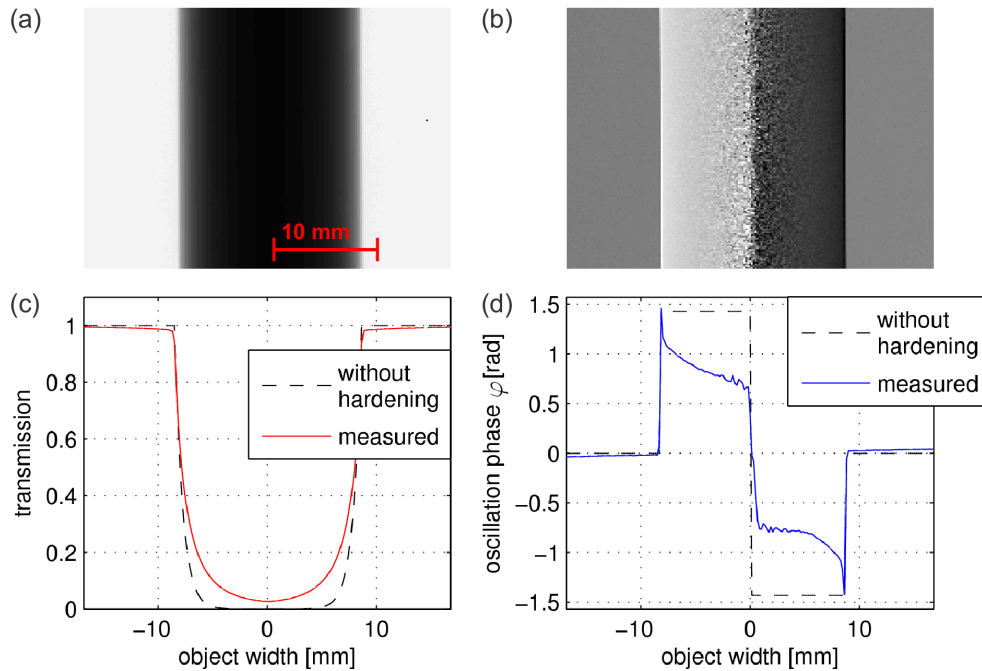 (a)
(b)
10 mm
(c)
(d)
1
0.8
0.6
0.4
0.2
0
−10
0
10
transmission
object width [mm]
without
hardening
measured
1.5
1
0.5
0
−0.5
−1
−1.5
−10
0
10
oscillation phase φ [rad]
object width [mm]
without
hardening
measured